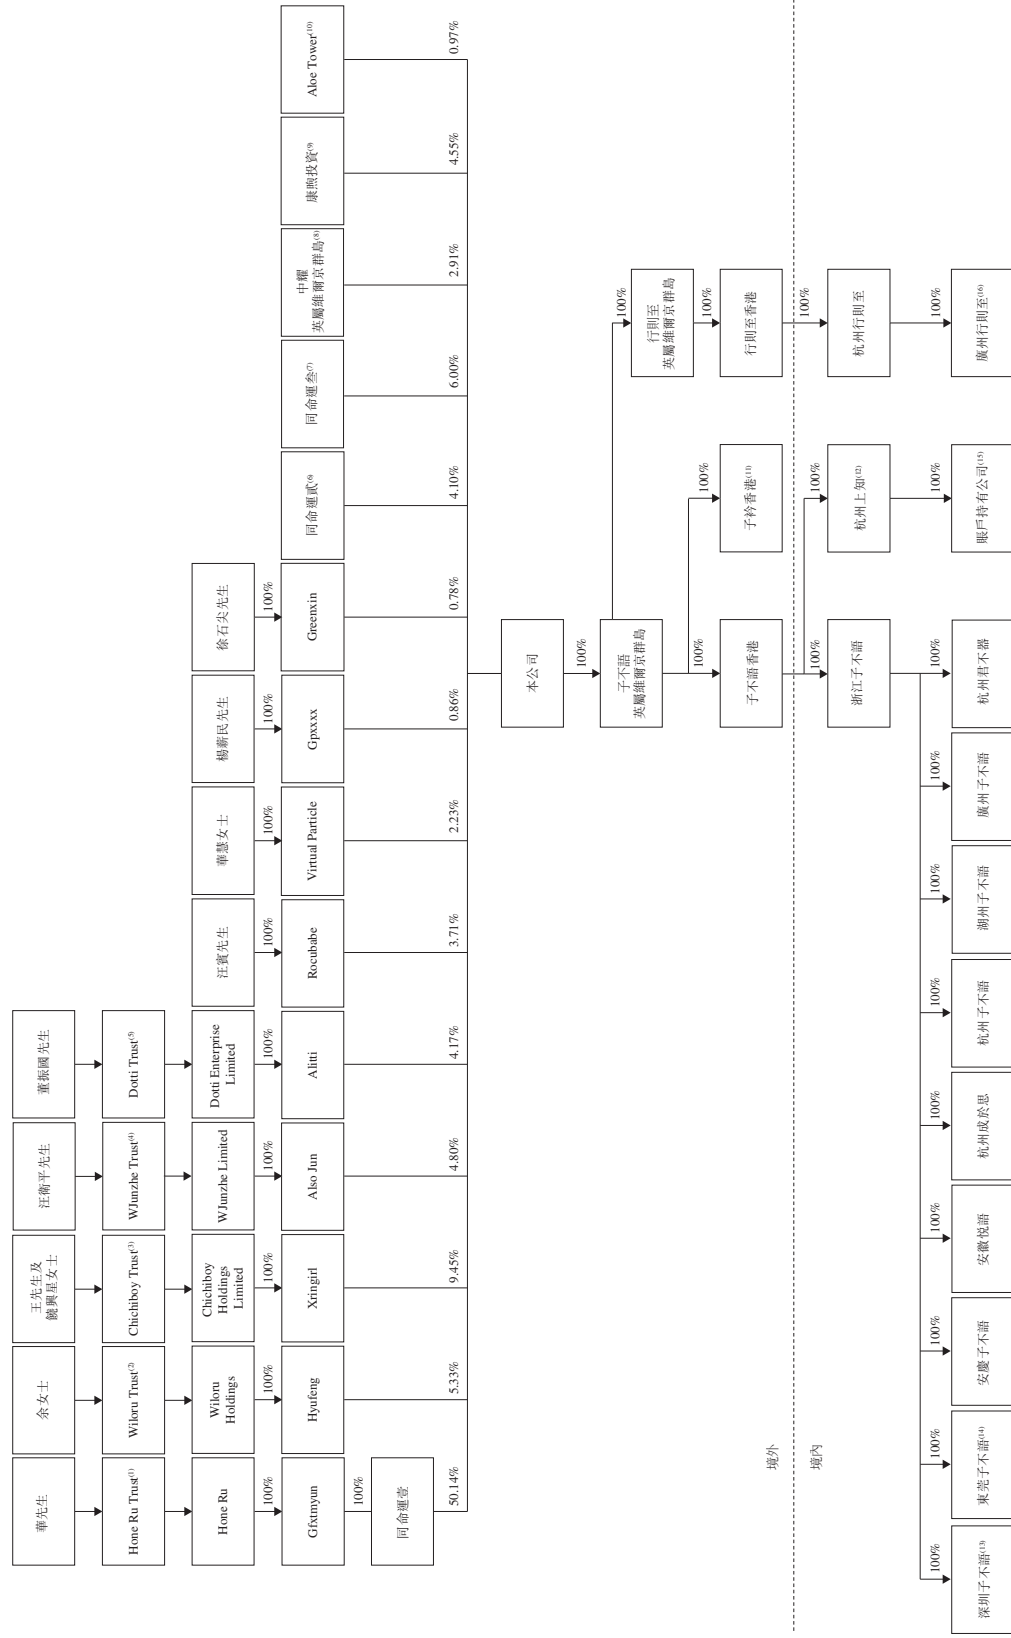 華先生
余女士
王先生及
饒興星女士
汪衛平先生
董振國先生
Hone Ru Trust(1)
Wiloru Trust(2)
Chichiboy Trust(3)
WJunzhe Trust(4)
Dotti Trust(5)
Hone Ru
Wiloru
Holdings
Chichiboy
Holdings
Limited
WJunzhe Limited
Dotti Enterprise
Limited
汪賓先生
華慧女士
楊薪民先生
徐石尖先生
100%
100%
100%
100%
100%
100%
100%
100%
100%
Gfxtmyun
Hyufeng
Xringirl
Also Jun
Alitti
Rocubabe
Virtual Particle
Gpxxxx
Greenxin
同命運貳(6)
同命運叁(7)
中耀
英屬維爾京群島(8)
康煦投資(9)
Aloe Tower(10)
100%
同命運壹
50.14%
5.33%
9.45%
4.80%
4.17%
3.71%
2.23%
0.86%
0.78%
4.10%
6.00%
2.91%
4.55%
0.97%
本公司
100%
100%
子不語
英屬維爾京群島
行則至
英屬維爾京群島
100%
100%
100%
子不語香港
子衿香港(11)
行則至香港
境外
境內
100%
100%
100%
浙江子不語
杭州上知(12)
杭州行則至
100%
100%
100%
100%
100%
100%
100%
100%
100%
100%
100%
深圳子不語(13)
東莞子不語(14)
安慶子不語
安徽悦語
杭州成於思
杭州子不語
湖州子不語
廣州子不語
杭州君不器
賬戶持有公司(15)
廣州行則至(16)